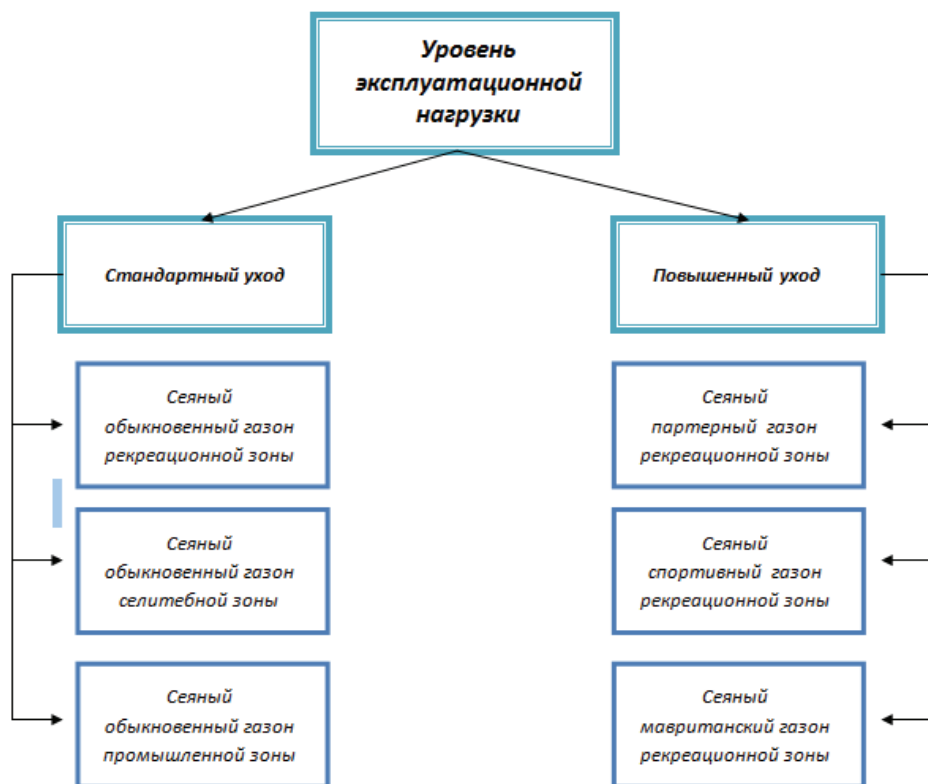 Уровень
эксплуатационной
нагрузки
Стандартный уход
Повышенный уход
Сеяный
обыкновенный газон
рекреационной зоны
Сеяный
партерный газон
рекреационной зоны
Сеяный
обыкновенный газон
селитебной зоны
Сеяный
спортивный газон
рекреационной зоны
Сеяный
обыкновенный газон
промышленной зоны
Сеяный
мавританский газон
рекреационной зоны